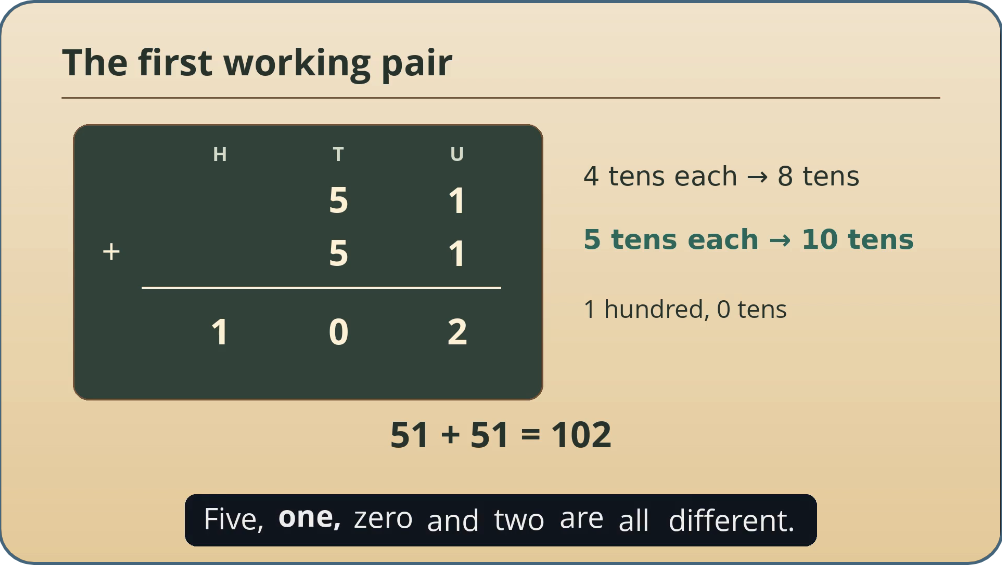 The first working pair
H T U
5 1
+ 5 1
1 0 2
4 tens each → 8 tens
5 tens each → 10 tens
1 hundred, 0 tens
51 + 51 = 102
Five, one, zero and two are all different.